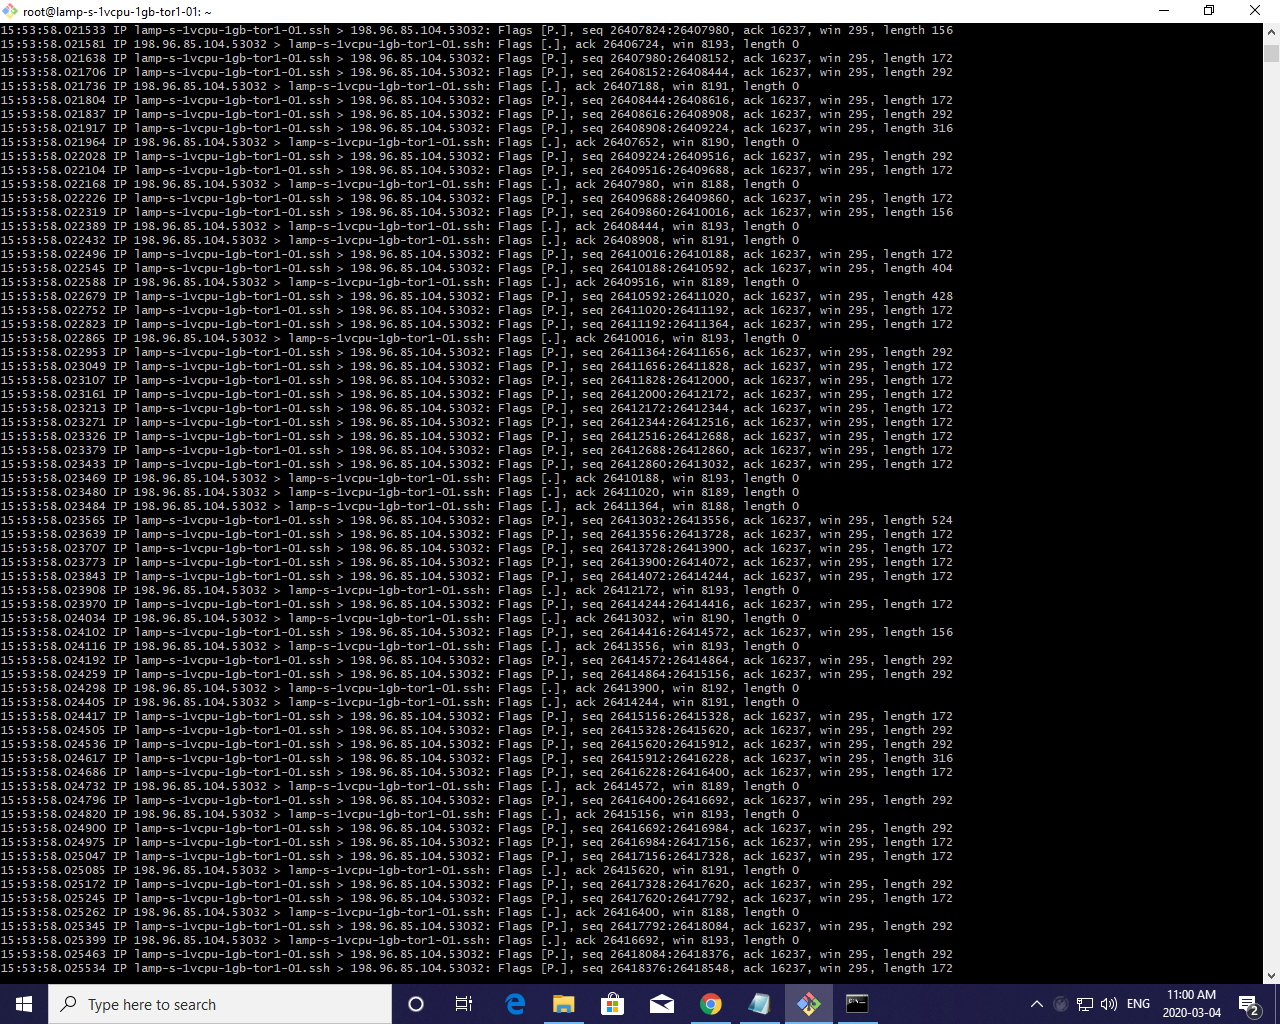 root@lamp-s-1vcpu-1gb-tor1-01: ~
15:53:58.021533 IP lamp-s-1vcpu-1gb-tor1-01.ssh > 198.96.85.104.53032: Flags [P.], seq 26407824:26407980, ack 16237, win 295, length 156
15:53:58.021581 IP 198.96.85.104.53032 > lamp-s-1vcpu-1gb-tor1-01.ssh: Flags [.], ack 26406724, win 8193, length 0
15:53:58.021638 IP lamp-s-1vcpu-1gb-tor1-01.ssh > 198.96.85.104.53032: Flags [P.], seq 26407980:26408152, ack 16237, win 295, length 172
15:53:58.021706 IP lamp-s-1vcpu-1gb-tor1-01.ssh > 198.96.85.104.53032: Flags [P.], seq 26408152:26408444, ack 16237, win 295, length 292
15:53:58.021736 IP 198.96.85.104.53032 > lamp-s-1vcpu-1gb-tor1-01.ssh: Flags [.], ack 26407188, win 8191, length 0
15:53:58.021804 IP lamp-s-1vcpu-1gb-tor1-01.ssh > 198.96.85.104.53032: Flags [P.], seq 26408444:26408616, ack 16237, win 295, length 172
15:53:58.021837 IP lamp-s-1vcpu-1gb-tor1-01.ssh > 198.96.85.104.53032: Flags [P.], seq 26408616:26408908, ack 16237, win 295, length 292
15:53:58.021917 IP lamp-s-1vcpu-1gb-tor1-01.ssh > 198.96.85.104.53032: Flags [P.], seq 26408908:26409224, ack 16237, win 295, length 316
15:53:58.021964 IP 198.96.85.104.53032 > lamp-s-1vcpu-1gb-tor1-01.ssh: Flags [.], ack 26407652, win 8190, length 0
15:53:58.022028 IP lamp-s-1vcpu-1gb-tor1-01.ssh > 198.96.85.104.53032: Flags [P.], seq 26409224:26409516, ack 16237, win 295, length 292
15:53:58.022104 IP lamp-s-1vcpu-1gb-tor1-01.ssh > 198.96.85.104.53032: Flags [P.], seq 26409516:26409688, ack 16237, win 295, length 172
15:53:58.022168 IP 198.96.85.104.53032 > lamp-s-1vcpu-1gb-tor1-01.ssh: Flags [.], ack 26407980, win 8188, length 0
15:53:58.022226 IP lamp-s-1vcpu-1gb-tor1-01.ssh > 198.96.85.104.53032: Flags [P.], seq 26409688:26409860, ack 16237, win 295, length 172
15:53:58.022319 IP lamp-s-1vcpu-1gb-tor1-01.ssh > 198.96.85.104.53032: Flags [P.], seq 26409860:26410016, ack 16237, win 295, length 156
15:53:58.022389 IP 198.96.85.104.53032 > lamp-s-1vcpu-1gb-tor1-01.ssh: Flags [.], ack 26408444, win 8193, length 0
15:53:58.022432 IP 198.96.85.104.53032 > lamp-s-1vcpu-1gb-tor1-01.ssh: Flags [.], ack 26408908, win 8191, length 0
15:53:58.022496 IP lamp-s-1vcpu-1gb-tor1-01.ssh > 198.96.85.104.53032: Flags [P.], seq 26410016:26410188, ack 16237, win 295, length 172
15:53:58.022545 IP lamp-s-1vcpu-1gb-tor1-01.ssh > 198.96.85.104.53032: Flags [P.], seq 26410188:26410592, ack 16237, win 295, length 404
15:53:58.022588 IP 198.96.85.104.53032 > lamp-s-1vcpu-1gb-tor1-01.ssh: Flags [.], ack 26409516, win 8189, length 0
15:53:58.022679 IP lamp-s-1vcpu-1gb-tor1-01.ssh > 198.96.85.104.53032: Flags [P.], seq 26410592:26411020, ack 16237, win 295, length 428
15:53:58.022752 IP lamp-s-1vcpu-1gb-tor1-01.ssh > 198.96.85.104.53032: Flags [P.], seq 26411020:26411192, ack 16237, win 295, length 172
15:53:58.022823 IP lamp-s-1vcpu-1gb-tor1-01.ssh > 198.96.85.104.53032: Flags [P.], seq 26411192:26411364, ack 16237, win 295, length 172
15:53:58.022865 IP 198.96.85.104.53032 > lamp-s-1vcpu-1gb-tor1-01.ssh: Flags [.], ack 26410016, win 8193, length 0
15:53:58.022953 IP lamp-s-1vcpu-1gb-tor1-01.ssh > 198.96.85.104.53032: Flags [P.], seq 26411364:26411656, ack 16237, win 295, length 292
15:53:58.023049 IP lamp-s-1vcpu-1gb-tor1-01.ssh > 198.96.85.104.53032: Flags [P.], seq 26411656:26411828, ack 16237, win 295, length 172
15:53:58.023107 IP lamp-s-1vcpu-1gb-tor1-01.ssh > 198.96.85.104.53032: Flags [P.], seq 26411828:26412000, ack 16237, win 295, length 172
15:53:58.023161 IP lamp-s-1vcpu-1gb-tor1-01.ssh > 198.96.85.104.53032: Flags [P.], seq 26412000:26412172, ack 16237, win 295, length 172
15:53:58.023213 IP lamp-s-1vcpu-1gb-tor1-01.ssh > 198.96.85.104.53032: Flags [P.], seq 26412172:26412344, ack 16237, win 295, length 172
15:53:58.023271 IP lamp-s-1vcpu-1gb-tor1-01.ssh > 198.96.85.104.53032: Flags [P.], seq 26412344:26412516, ack 16237, win 295, length 172
15:53:58.023326 IP lamp-s-1vcpu-1gb-tor1-01.ssh > 198.96.85.104.53032: Flags [P.], seq 26412516:26412688, ack 16237, win 295, length 172
15:53:58.023379 IP lamp-s-1vcpu-1gb-tor1-01.ssh > 198.96.85.104.53032: Flags [P.], seq 26412688:26412860, ack 16237, win 295, length 172
15:53:58.023433 IP lamp-s-1vcpu-1gb-tor1-01.ssh > 198.96.85.104.53032: Flags [P.], seq 26412860:26413032, ack 16237, win 295, length 172
15:53:58.023469 IP 198.96.85.104.53032 > lamp-s-1vcpu-1gb-tor1-01.ssh: Flags [.], ack 26410188, win 8193, length 0
15:53:58.023480 IP 198.96.85.104.53032 > lamp-s-1vcpu-1gb-tor1-01.ssh: Flags [.], ack 26411020, win 8189, length 0
15:53:58.023484 IP 198.96.85.104.53032 > lamp-s-1vcpu-1gb-tor1-01.ssh: Flags [.], ack 26411364, win 8188, length 0
15:53:58.023565 IP lamp-s-1vcpu-1gb-tor1-01.ssh > 198.96.85.104.53032: Flags [P.], seq 26413032:26413556, ack 16237, win 295, length 524
15:53:58.023639 IP lamp-s-1vcpu-1gb-tor1-01.ssh > 198.96.85.104.53032: Flags [P.], seq 26413556:26413728, ack 16237, win 295, length 172
15:53:58.023707 IP lamp-s-1vcpu-1gb-tor1-01.ssh > 198.96.85.104.53032: Flags [P.], seq 26413728:26413900, ack 16237, win 295, length 172
15:53:58.023773 IP lamp-s-1vcpu-1gb-tor1-01.ssh > 198.96.85.104.53032: Flags [P.], seq 26413900:26414072, ack 16237, win 295, length 172
15:53:58.023843 IP lamp-s-1vcpu-1gb-tor1-01.ssh > 198.96.85.104.53032: Flags [P.], seq 26414072:26414244, ack 16237, win 295, length 172
15:53:58.023908 IP 198.96.85.104.53032 > lamp-s-1vcpu-1gb-tor1-01.ssh: Flags [.], ack 26412172, win 8193, length 0
15:53:58.023970 IP lamp-s-1vcpu-1gb-tor1-01.ssh > 198.96.85.104.53032: Flags [P.], seq 26414244:26414416, ack 16237, win 295, length 172
15:53:58.024034 IP 198.96.85.104.53032 > lamp-s-1vcpu-1gb-tor1-01.ssh: Flags [.], ack 26413032, win 8190, length 0
15:53:58.024102 IP lamp-s-1vcpu-1gb-tor1-01.ssh > 198.96.85.104.53032: Flags [P.], seq 26414416:26414572, ack 16237, win 295, length 156
15:53:58.024116 IP 198.96.85.104.53032 > lamp-s-1vcpu-1gb-tor1-01.ssh: Flags [.], ack 26413556, win 8193, length 0
15:53:58.024192 IP lamp-s-1vcpu-1gb-tor1-01.ssh > 198.96.85.104.53032: Flags [P.], seq 26414572:26414864, ack 16237, win 295, length 292
15:53:58.024259 IP lamp-s-1vcpu-1gb-tor1-01.ssh > 198.96.85.104.53032: Flags [P.], seq 26414864:26415156, ack 16237, win 295, length 292
15:53:58.024298 IP 198.96.85.104.53032 > lamp-s-1vcpu-1gb-tor1-01.ssh: Flags [.], ack 26413900, win 8192, length 0
15:53:58.024405 IP 198.96.85.104.53032 > lamp-s-1vcpu-1gb-tor1-01.ssh: Flags [.], ack 26414244, win 8191, length 0
15:53:58.024417 IP lamp-s-1vcpu-1gb-tor1-01.ssh > 198.96.85.104.53032: Flags [P.], seq 26415156:26415328, ack 16237, win 295, length 172
15:53:58.024505 IP lamp-s-1vcpu-1gb-tor1-01.ssh > 198.96.85.104.53032: Flags [P.], seq 26415328:26415620, ack 16237, win 295, length 292
15:53:58.024536 IP lamp-s-1vcpu-1gb-tor1-01.ssh > 198.96.85.104.53032: Flags [P.], seq 26415620:26415912, ack 16237, win 295, length 292
15:53:58.024617 IP lamp-s-1vcpu-1gb-tor1-01.ssh > 198.96.85.104.53032: Flags [P.], seq 26415912:26416228, ack 16237, win 295, length 316
15:53:58.024686 IP lamp-s-1vcpu-1gb-tor1-01.ssh > 198.96.85.104.53032: Flags [P.], seq 26416228:26416400, ack 16237, win 295, length 172
15:53:58.024732 IP 198.96.85.104.53032 > lamp-s-1vcpu-1gb-tor1-01.ssh: Flags [.], ack 26414572, win 8189, length 0
15:53:58.024796 IP lamp-s-1vcpu-1gb-tor1-01.ssh > 198.96.85.104.53032: Flags [P.], seq 26416400:26416692, ack 16237, win 295, length 292
15:53:58.024820 IP 198.96.85.104.53032 > lamp-s-1vcpu-1gb-tor1-01.ssh: Flags [.], ack 26415156, win 8193, length 0
15:53:58.024900 IP lamp-s-1vcpu-1gb-tor1-01.ssh > 198.96.85.104.53032: Flags [P.], seq 26416692:26416984, ack 16237, win 295, length 292
15:53:58.024975 IP lamp-s-1vcpu-1gb-tor1-01.ssh > 198.96.85.104.53032: Flags [P.], seq 26416984:26417156, ack 16237, win 295, length 172
15:53:58.025047 IP lamp-s-1vcpu-1gb-tor1-01.ssh > 198.96.85.104.53032: Flags [P.], seq 26417156:26417328, ack 16237, win 295, length 172
15:53:58.025085 IP 198.96.85.104.53032 > lamp-s-1vcpu-1gb-tor1-01.ssh: Flags [.], ack 26415620, win 8191, length 0
15:53:58.025172 IP lamp-s-1vcpu-1gb-tor1-01.ssh > 198.96.85.104.53032: Flags [P.], seq 26417328:26417620, ack 16237, win 295, length 292
15:53:58.025245 IP lamp-s-1vcpu-1gb-tor1-01.ssh > 198.96.85.104.53032: Flags [P.], seq 26417620:26417792, ack 16237, win 295, length 172
15:53:58.025262 IP 198.96.85.104.53032 > lamp-s-1vcpu-1gb-tor1-01.ssh: Flags [.], ack 26416400, win 8188, length 0
15:53:58.025345 IP lamp-s-1vcpu-1gb-tor1-01.ssh > 198.96.85.104.53032: Flags [P.], seq 26417792:26418084, ack 16237, win 295, length 292
15:53:58.025399 IP 198.96.85.104.53032 > lamp-s-1vcpu-1gb-tor1-01.ssh: Flags [.], ack 26416692, win 8193, length 0
15:53:58.025463 IP lamp-s-1vcpu-1gb-tor1-01.ssh > 198.96.85.104.53032: Flags [P.], seq 26418084:26418376, ack 16237, win 295, length 292
15:53:58.025534 IP lamp-s-1vcpu-1gb-tor1-01.ssh > 198.96.85.104.53032: Flags [P.], seq 26418376:26418548, ack 16237, win 295, length 172
Type here to search
ENG
11:00 AM
2020-03-04
2